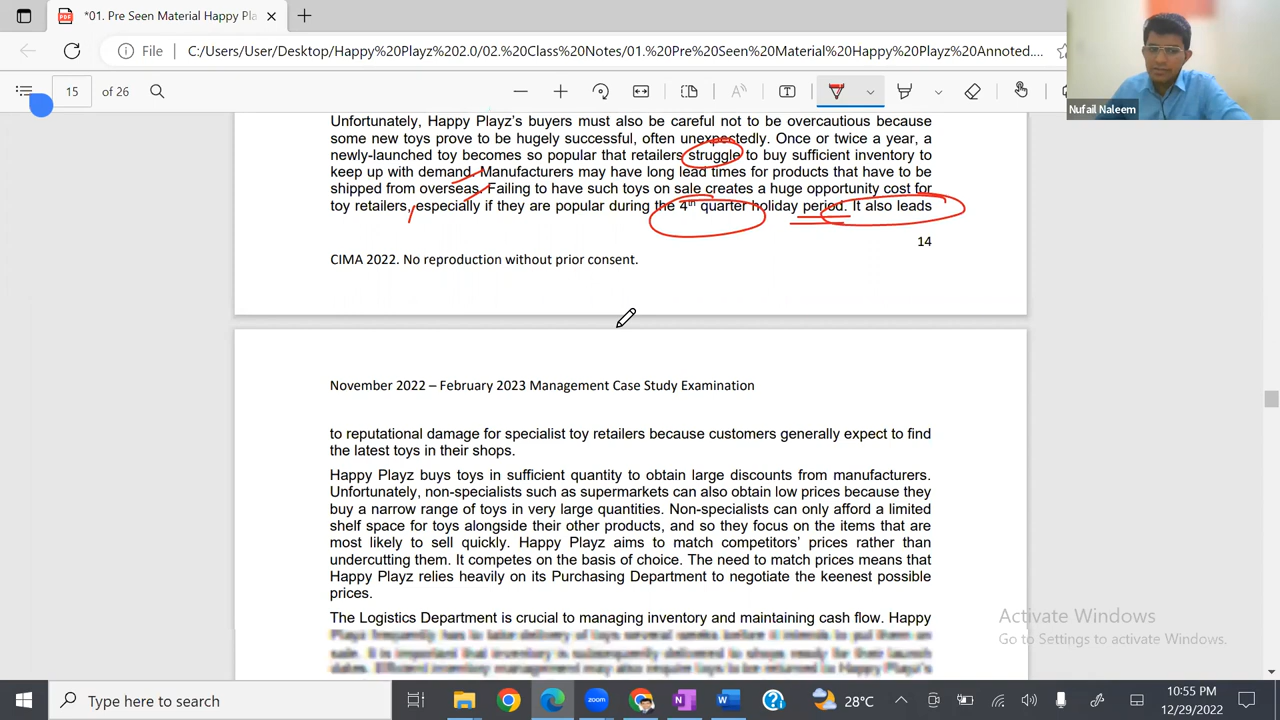 *01. Pre Seen Material Happy Pla
File
C:/Users/User/Desktop/Happy%20Playz%202.0/02.%20Class%20Notes/01.%20Pre%20Seen%20Material%20Happy%20Playz%20Annoted....
Nufail Naleem
15 of 26
Unfortunately, Happy Playz's buyers must also be careful not to be overcautious because
some new toys prove to be hugely successful, often unexpectedly. Once or twice a year, a
newly-launched toy becomes so popular that retailers struggle to buy sufficient inventory to
keep up with demand. Manufacturers may have long lead times for products that have to be
shipped from overseas. Failing to have such toys on sale creates a huge opportunity cost for
toy retailers, especially if they are popular during the 4th quarter holiday period. It also leads
14
CIMA 2022. No reproduction without prior consent.
November 2022 – February 2023 Management Case Study Examination
to reputational damage for specialist toy retailers because customers generally expect to find
the latest toys in their shops.
Happy Playz buys toys in sufficient quantity to obtain large discounts from manufacturers.
Unfortunately, non-specialists such as supermarkets can also obtain low prices because they
buy a narrow range of toys in very large quantities. Non-specialists can only afford a limited
shelf space for toys alongside their other products, and so they focus on the items that are
most likely to sell quickly. Happy Playz aims to match competitors' prices rather than
undercutting them. It competes on the basis of choice. The need to match prices means that
Happy Playz relies heavily on its Purchasing Department to negotiate the keenest possible
prices.
The Logistics Department is crucial to managing inventory and maintaining cash flow. Happy
Activate Windows
Go to Settings to activate Windows.
Type here to search
zoom
28°C
10:55 PM
12/29/2022